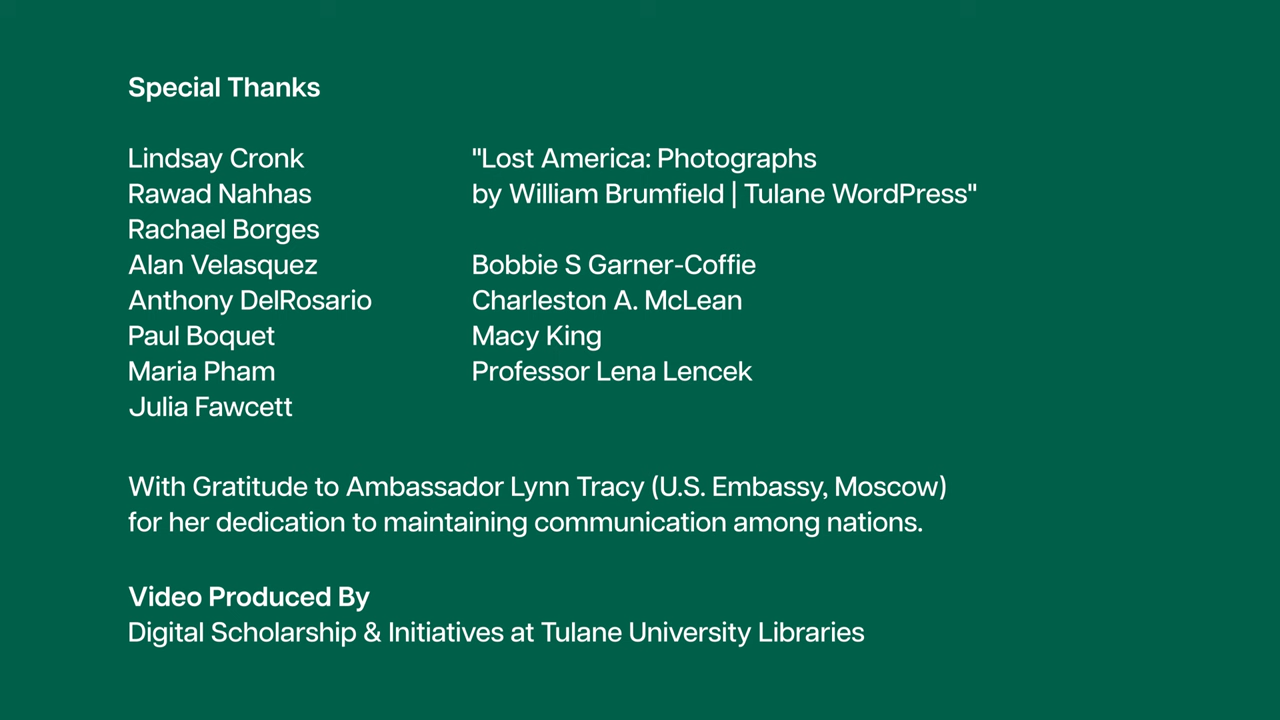 Special Thanks
Lindsay Cronk
Rawad Nahhas
Rachael Borges
Alan Velasquez
Anthony DelRosario
Paul Boquet
Maria Pham
Julia Fawcett
"Lost America: Photographs
by William Brumfield | Tulane WordPress"
Bobbie S Garner-Coffie
Charleston A. McLean
Macy King
Professor Lena Lencek
With Gratitude to Ambassador Lynn Tracy (U.S. Embassy, Moscow)
for her dedication to maintaining communication among nations.
Video Produced By
Digital Scholarship & Initiatives at Tulane University Libraries